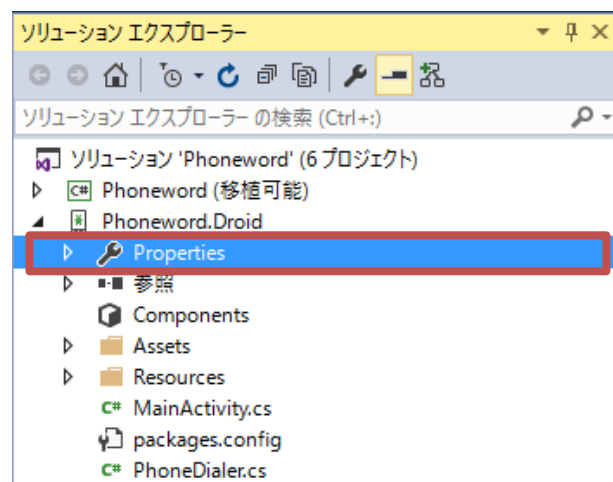 ソリューション エクスプローラー
ソリューション エクスプローラー の検索 (Ctrl+:)
ソリューション 'Phoneword' (6 プロジェクト)
C# Phoneword (移植可能)
Phoneword.Droid
Properties
参照
Components
Assets
Resources
C# MainActivity.cs
packages.config
C# PhoneDialer.cs